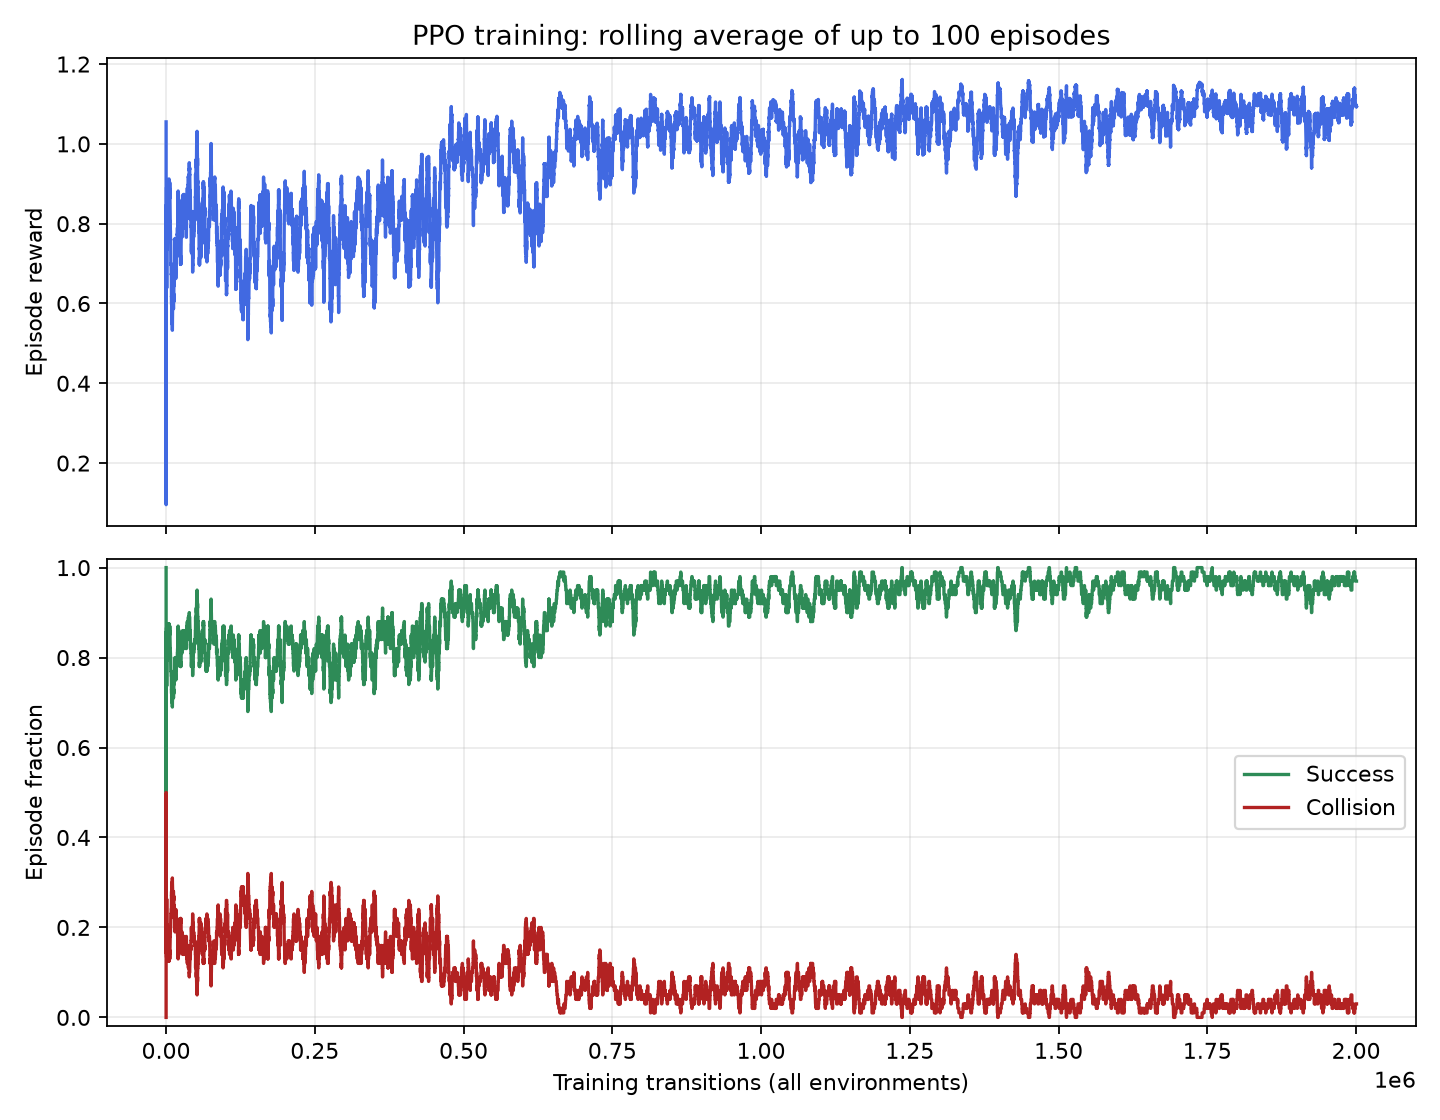 PPO training: rolling average of up to 100 episodes
1.2
1.0
0.8
0.6
0.4
0.2
Episode reward
1.0
0.8
0.6
0.4
0.2
0.0
Episode fraction
Success
Collision
0.00 0.25 0.50 0.75 1.00 1.25 1.50 1.75 2.00
1e6
Training transitions (all environments)